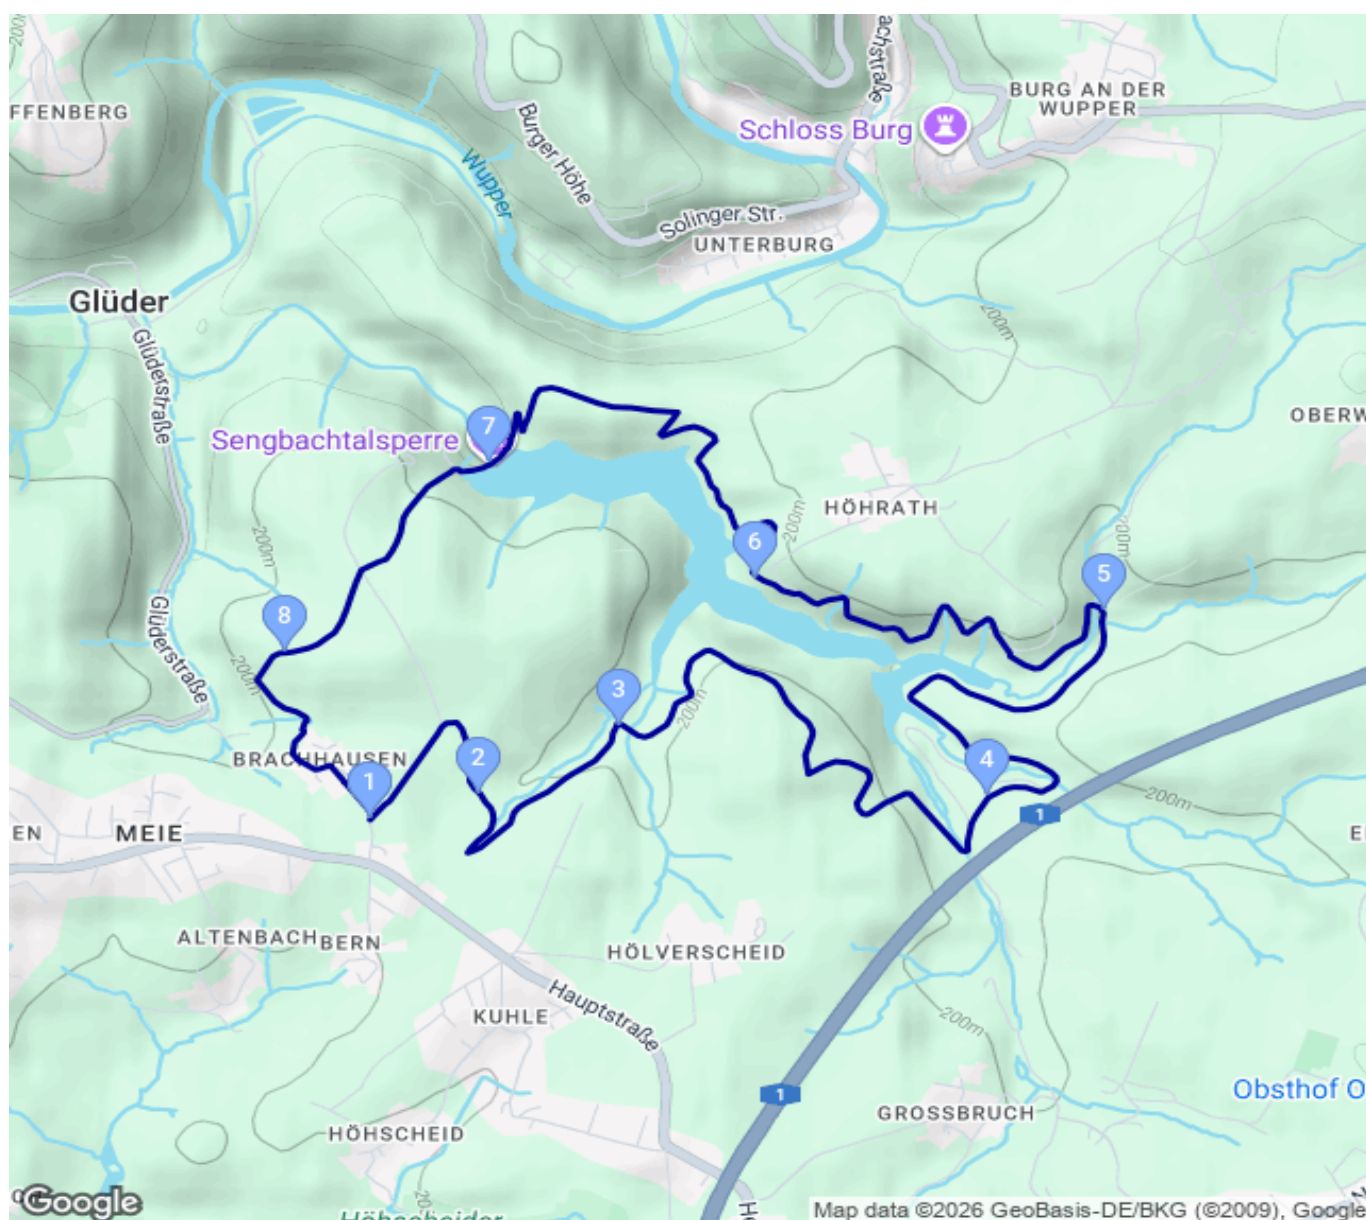 FFENBERG
achstraße
BURG AN DER
WUPPER
Schloss Burg
Burger Höhe
Wupper
Solinger Str.
UNTERBURG
Glüder
Glüderstraße
200m
OBERW
Sengbachtalsperre
7
HÖHRATH
200m
200m
200m
6
5
Glüderstraße
8
200m
3
200m
BRACHHAUSEN
2
4
1
200m
1
EN
MEIE
E
ALTENBACH
BERN
HÖLVERSCHEID
KUHLE
Hauptstraße
200m
1
Obsthof O
GROSSBRUCH
HÖHSCHEID
Google
Map data ©2026 GeoBasis-DE/BKG (©2009), Google